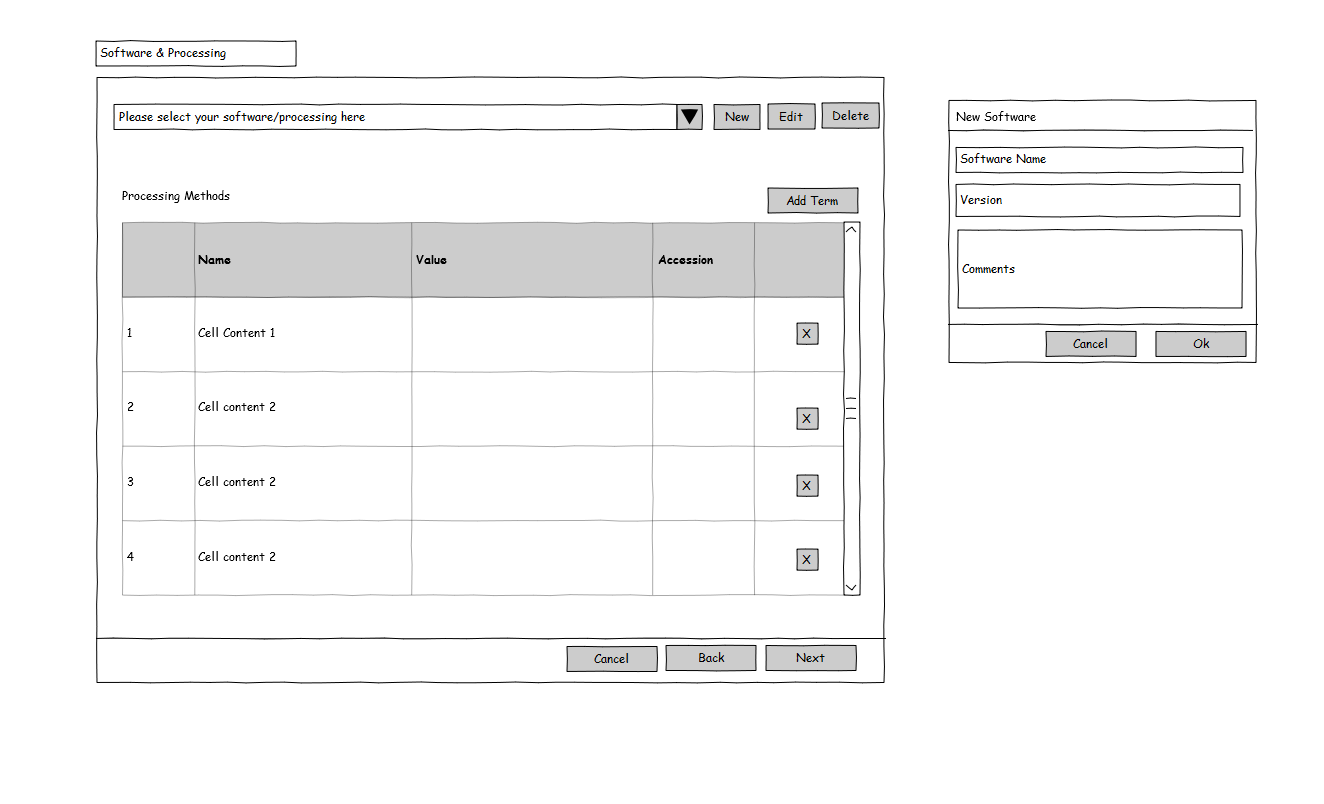 Software & Processing
Please select your software/processing here
New
Edit
Delete
Processing Methods
Add Term
Name
Value
Accession
1
Cell Content 1
X
2
Cell content 2
X
3
Cell content 2
X
4
Cell content 2
X
Cancel
Back
Next
New Software
Software Name
Version
Comments
Cancel
Ok